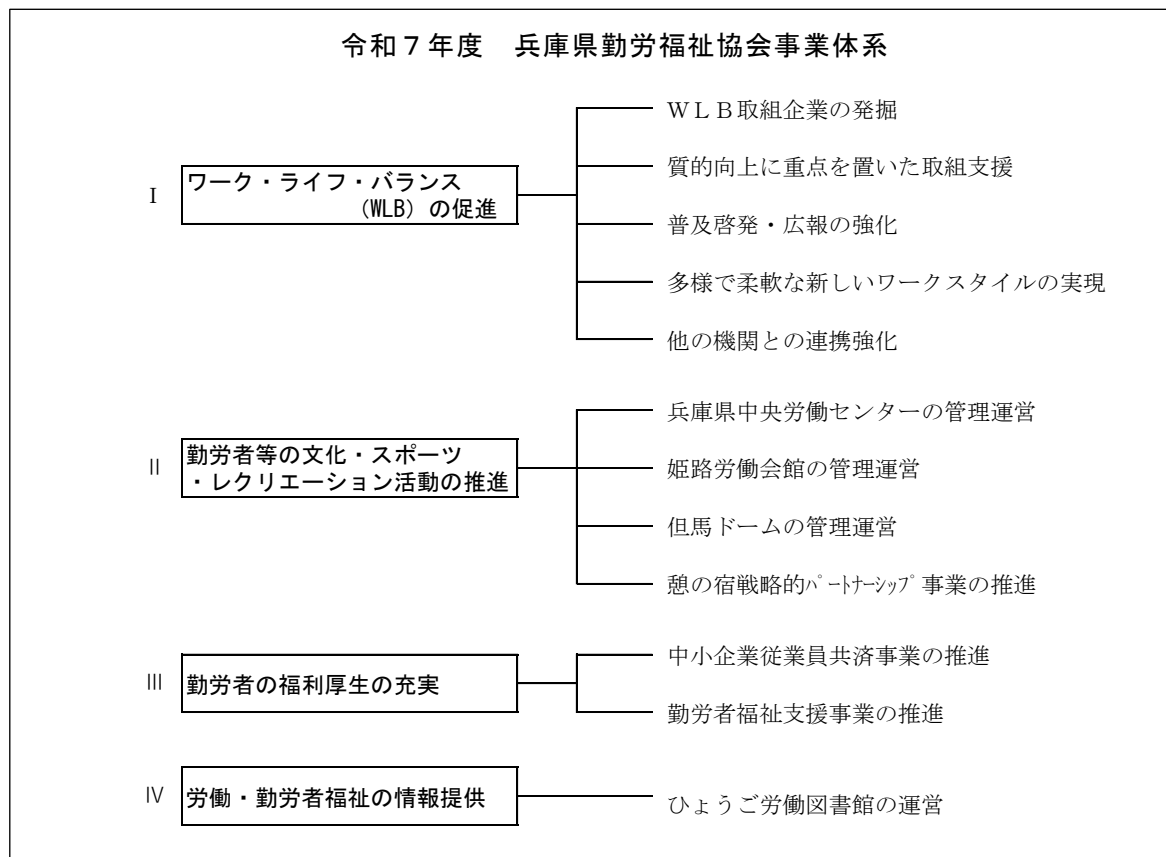 令和７年度　兵庫県勤労福祉協会事業体系
Ⅰ
ワーク・ライフ・バランス
(WLB) の促進
ＷＬＢ取組企業の発掘
質的向上に重点を置いた取組支援
普及啓発・広報の強化
多様で柔軟な新しいワークスタイルの実現
他の機関との連携強化
Ⅱ
勤労者等の文化・スポーツ
・レクリエーション活動の推進
兵庫県中央労働センターの管理運営
姫路労働会館の管理運営
但馬ドームの管理運営
憩の宿戦略的ﾊﾟｰﾄﾅｰｼｯﾌﾟ事業の推進
Ⅲ
勤労者の福利厚生の充実
中小企業従業員共済事業の推進
勤労者福祉支援事業の推進
Ⅳ
労働・勤労者福祉の情報提供
ひょうご労働図書館の運営